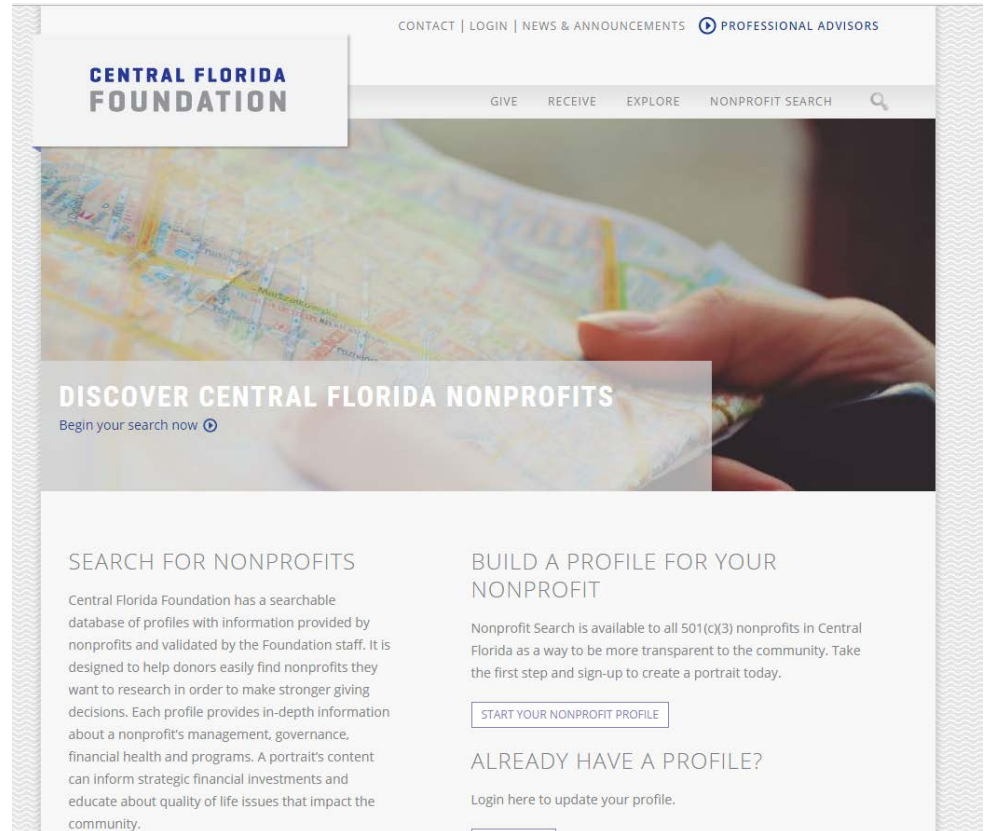 CONTACT | LOGIN | NEWS & ANNOUNCEMENTS PROFESSIONAL ADVISORS
CENTRAL FLORIDA
FOUNDATION
GIVE RECEIVE EXPLORE NONPROFIT SEARCH
DISCOVER CENTRAL FLORIDA NONPROFITS
Begin your search now
SEARCH FOR NONPROFITS
Central Florida Foundation has a searchable
database of profiles with information provided by
nonprofits and validated by the Foundation staff. It is
designed to help donors easily find nonprofits they
want to research in order to make stronger giving
decisions. Each profile provides in-depth information
about a nonprofit's management, governance,
financial health and programs. A portrait's content
can inform strategic financial investments and
educate about quality of life issues that impact the
community.
BUILD A PROFILE FOR YOUR
NONPROFIT
Nonprofit Search is available to all 501(c)(3) nonprofits in Central
Florida as a way to be more transparent to the community. Take
the first step and sign-up to create a portrait today.
START YOUR NONPROFIT PROFILE
ALREADY HAVE A PROFILE?
Login here to update your profile.